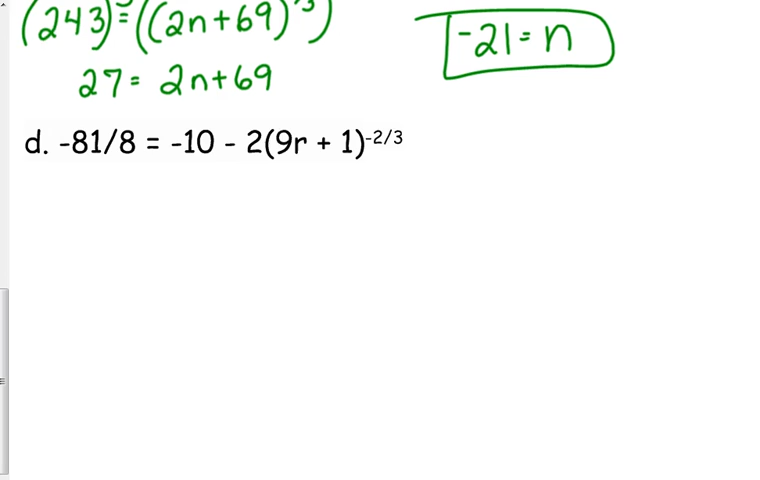 (243) = ((2n+69) )
-21 = n
27 = 2n+69
d. -81/8 = -10 - 2(9r + 1)^-2/3